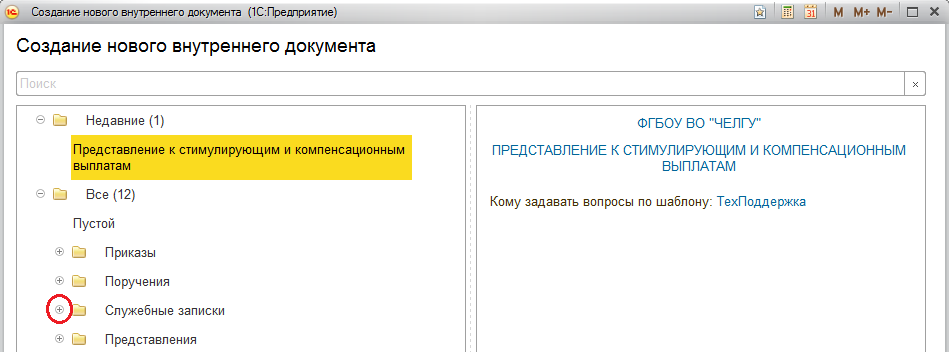 Создание нового внутреннего документа (1С:Предприятие)
31
M M+ M-
Создание нового внутреннего документа
Поиск
Недавние (1)
Представление к стимулирующим и компенсационным
выплатам
Все (12)
Пустой
Приказы
Поручения
Служебные записки
Представления
ФГБОУ ВО "ЧЕЛГУ"
ПРЕДСТАВЛЕНИЕ К СТИМУЛИРУЮЩИМ И КОМПЕНСАЦИОННЫМ
ВЫПЛАТАМ
Кому задавать вопросы по шаблону: ТехПоддержка